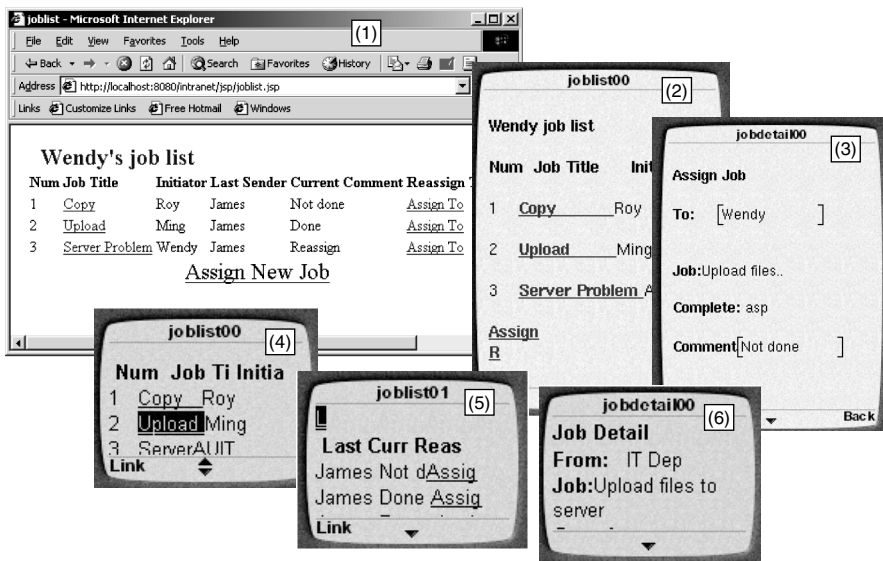 joblist - Microsoft Internet Explorer
(1)
File Edit View Favorites Tools Help
Back Search Favorites History
Address http://localhost:8080/intranet/jsp/joblist.jsp
Links Customize Links Free Hotmail Windows
Wendy's job list
Num Job Title Initiator Last Sender Current Comment Reassign
1 Copy Roy James Not done Assign To
2 Upload Ming James Done Assign To
3 Server Problem Wendy James Reassign Assign To
Assign New Job
joblist00
(2)
Wendy job list
Num Job Title Init
1 Copy Roy
2 Upload Ming
3 Server Problem A
Assign
R
jobdetail00
(3)
Assign Job
To: [Wendy ]
Job:Upload files..
Complete: asp
Comment[Not done ]
Back
joblist00
(4)
Num Job Ti Initia
1 Copy Roy
2 Upload Ming
3 ServerAUIT
Link
joblist01
(5)
Last Curr Reas
James Not dAssig
James Done Assig
Link
jobdetail00
(6)
Job Detail
From: IT Dep
Job:Upload files to
server